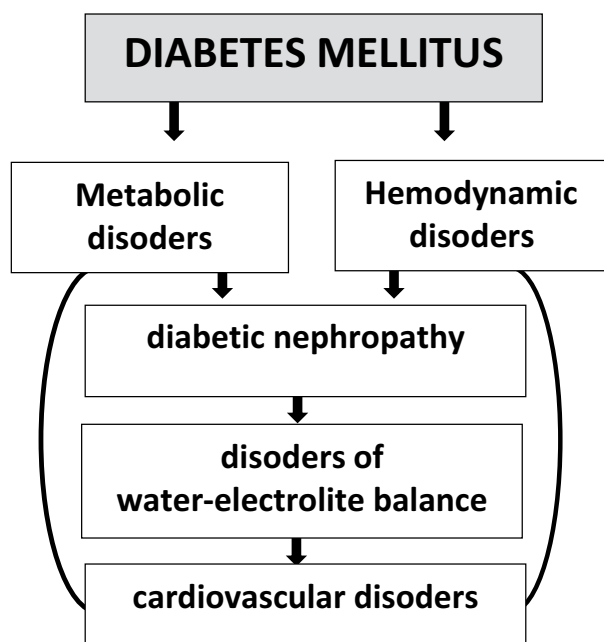 DIABETES MELLITUS
Metabolic
disoders
Hemodynamic
disoders
diabetic nephropathy
disoders of
water-electrolite balance
cardiovascular disoders